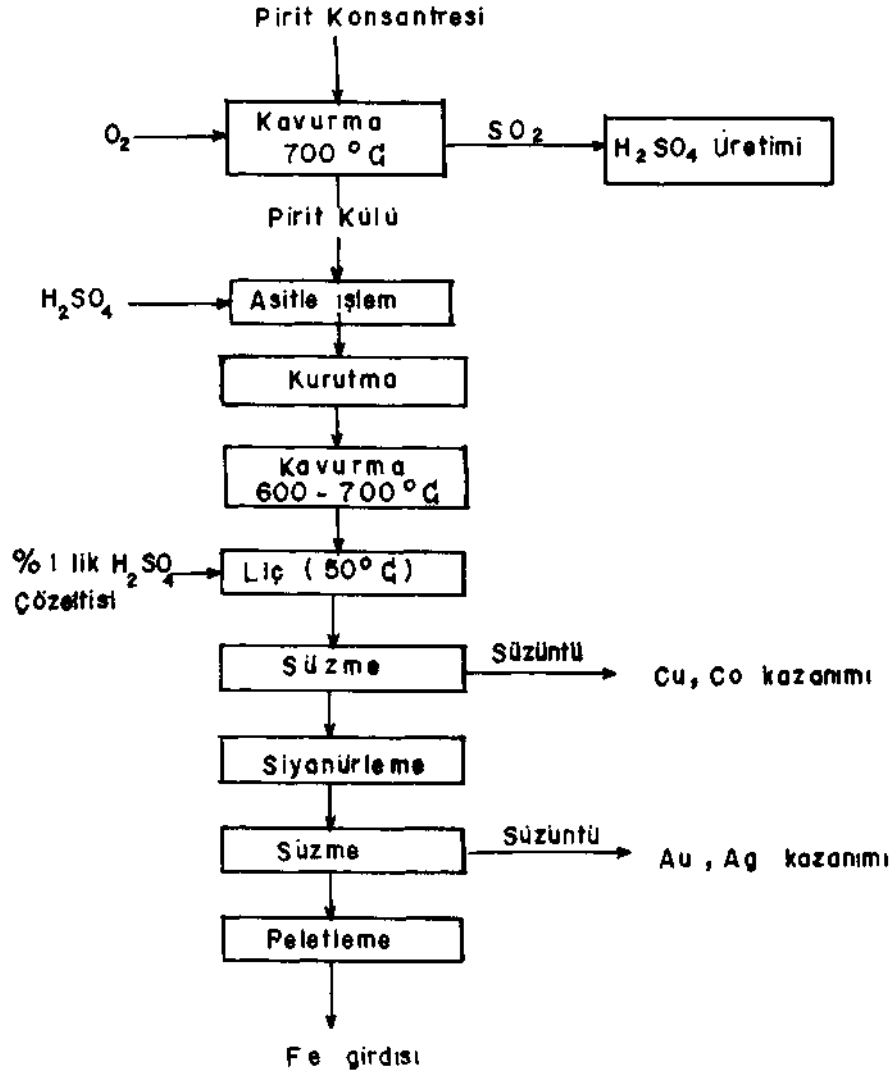 Pirit Konsantresi
Kavurma
700 °C
O₂
SO₂
H₂SO₄ Üretimi
Pirit Külü
H₂SO₄
Asitle işlem
Kurutma
Kavurma
600 - 700 °C
%1 lik H₂SO₄
Çözeltisi
Liç (50°C)
Süzme
Süzüntü
Cu, Co kazanımı
Siyanürleme
Süzme
Süzüntü
Au, Ag kazanımı
Peletleme
Fe girdisi